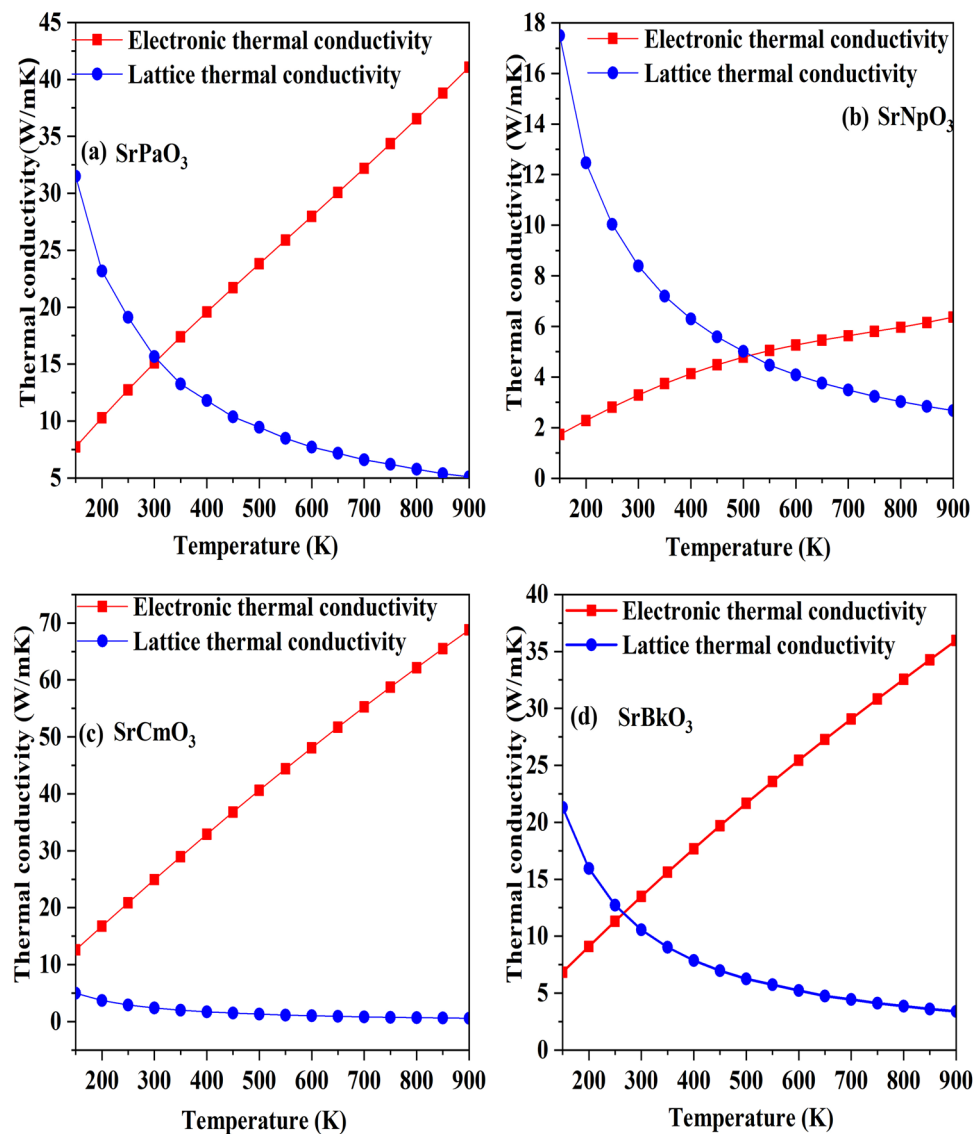 45
40
35
30
25
20
15
10
5
Thermal conductivity(W/mK)
Electronic thermal conductivity
Lattice thermal conductivity
(a) SrPaO₃
200 300 400 500 600 700 800 900
Temperature (K)
18
16
14
12
10
8
6
4
2
0
Thermal conductivity (W/mK)
Electronic thermal conductivity
Lattice thermal conductivity
(b) SrNpO₃
200 300 400 500 600 700 800 900
Temperature (K)
70
60
50
40
30
20
10
0
Thermal conductivity (W/mK)
Electronic thermal conductivity
Lattice thermal conductivity
(c) SrCmO₃
200 300 400 500 600 700 800 900
Temperature (K)
40
35
30
25
20
15
10
5
0
Thermal conductivity (W/mK)
Electronic thermal conductivity
Lattice thermal conductivity
(d) SrBkO₃
200 300 400 500 600 700 800 900
Temperature (K)